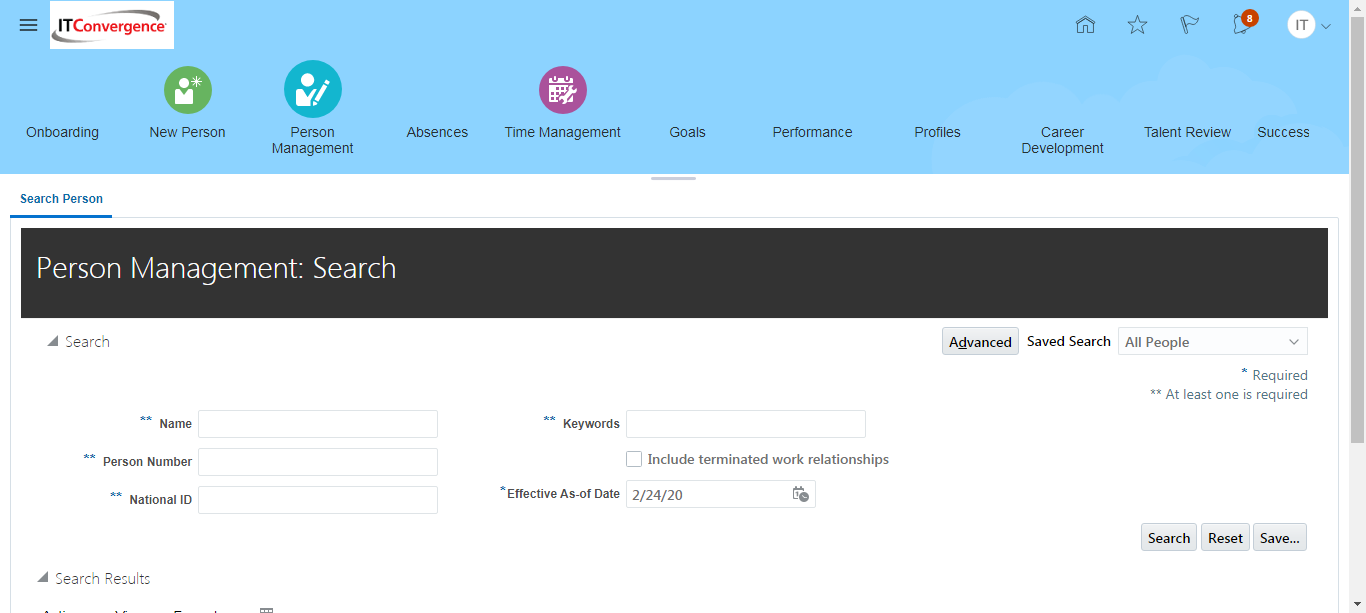 ITConvergence
8
IT
Onboarding
New Person
Person
Management
Absences
Time Management
Goals
Performance
Profiles
Career
Development
Talent Review
Success
Search Person
Person Management: Search
Search
Advanced Saved Search All People
* Required
** At least one is required
** Name
** Keywords
** Person Number
Include terminated work relationships
** National ID
*Effective As-of Date 2/24/20
Search Reset Save...
Search Results